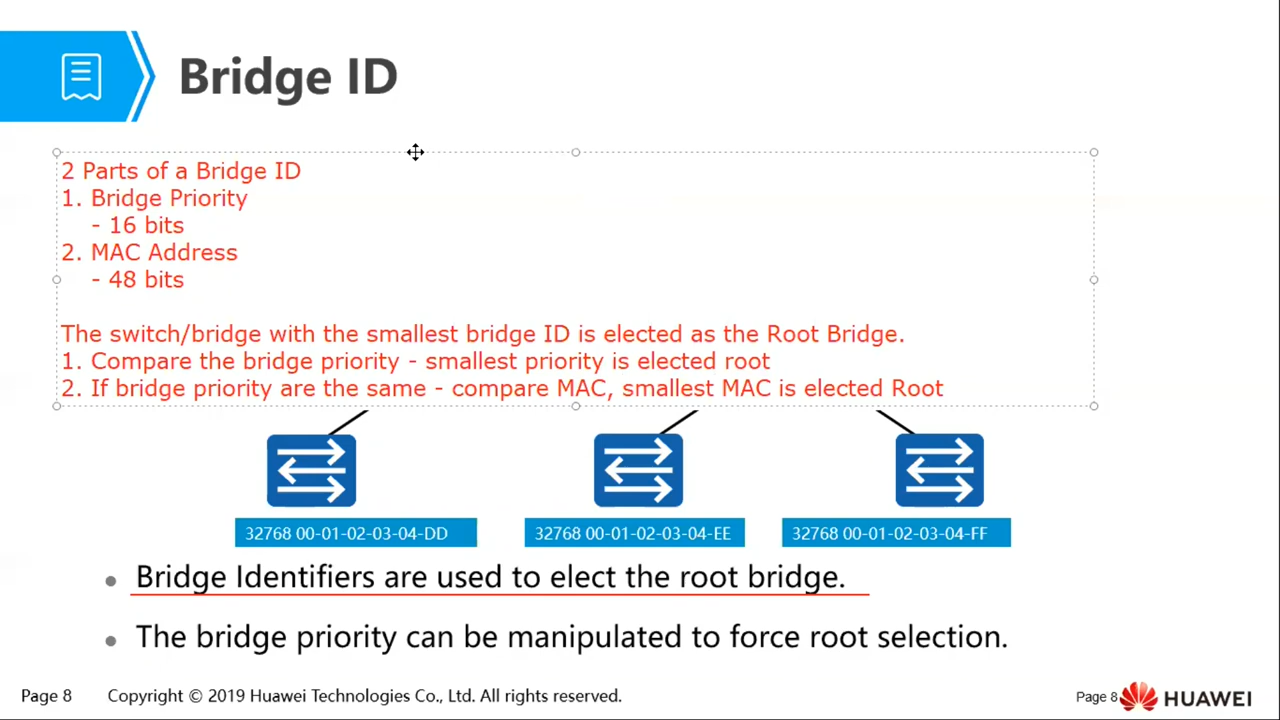 Bridge ID
2 Parts of a Bridge ID
1. Bridge Priority
- 16 bits
2. MAC Address
- 48 bits
The switch/bridge with the smallest bridge ID is elected as the Root Bridge.
1. Compare the bridge priority - smallest priority is elected root
2. If bridge priority are the same - compare MAC, smallest MAC is elected Root
32768 00-01-02-03-04-DD
32768 00-01-02-03-04-EE
32768 00-01-02-03-04-FF
• Bridge Identifiers are used to elect the root bridge.
• The bridge priority can be manipulated to force root selection.
Page 8
Copyright © 2019 Huawei Technologies Co., Ltd. All rights reserved.
Page 8
HUAWEI